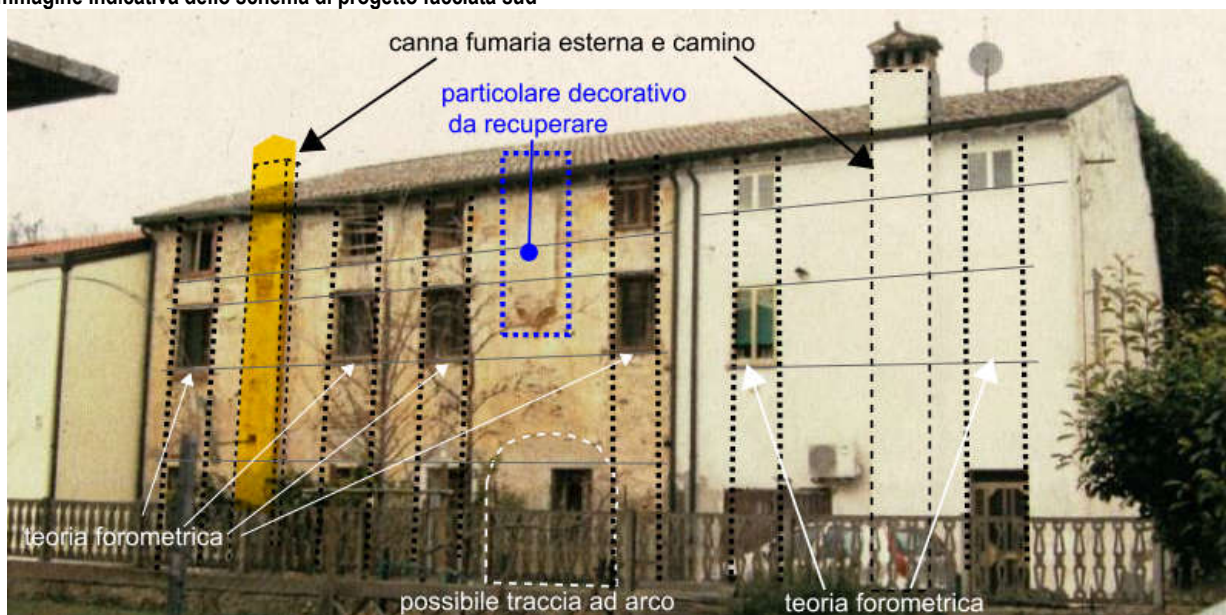 immagine indicativa dello schema di progetto facciata sud
canna fumaria esterna e camino
particolare decorativo
da recuperare
teoria forometrica
possibile traccia ad arco
teoria forometrica